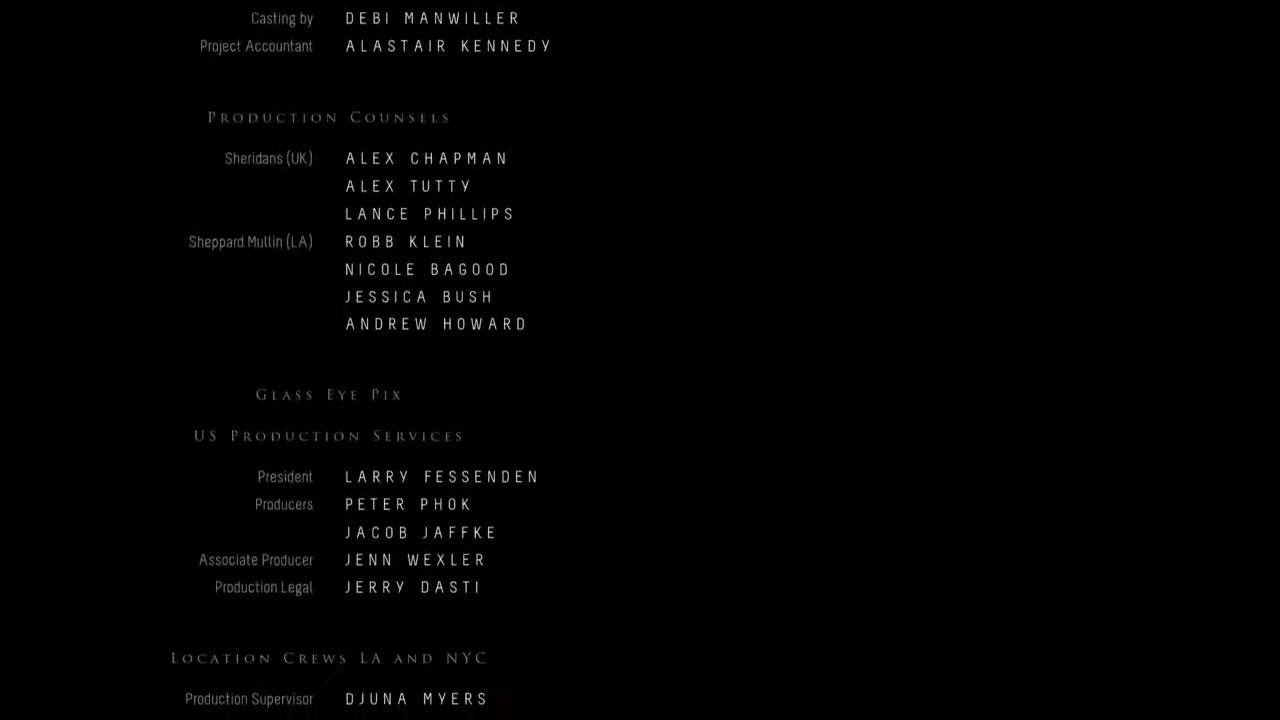 Casting by DEBI MANWILLER
Project Accountant ALASTAIR KENNEDY
PRODUCTION COUNSELS
Sheridans (UK) ALEX CHAPMAN
ALEX TUTTY
LANCE PHILLIPS
Sheppard Mullin (LA) ROBB KLEIN
NICOLE BAGOOD
JESSICA BUSH
ANDREW HOWARD
GLASS EYE PIX
US PRODUCTION SERVICES
President LARRY FESSENDEN
Producers PETER PHOK
JACOB JAFFKE
Associate Producer JENN WEXLER
Production Legal JERRY DASTI
LOCATION CREWS LA AND NYC
Production Supervisor DJUNA MYERS